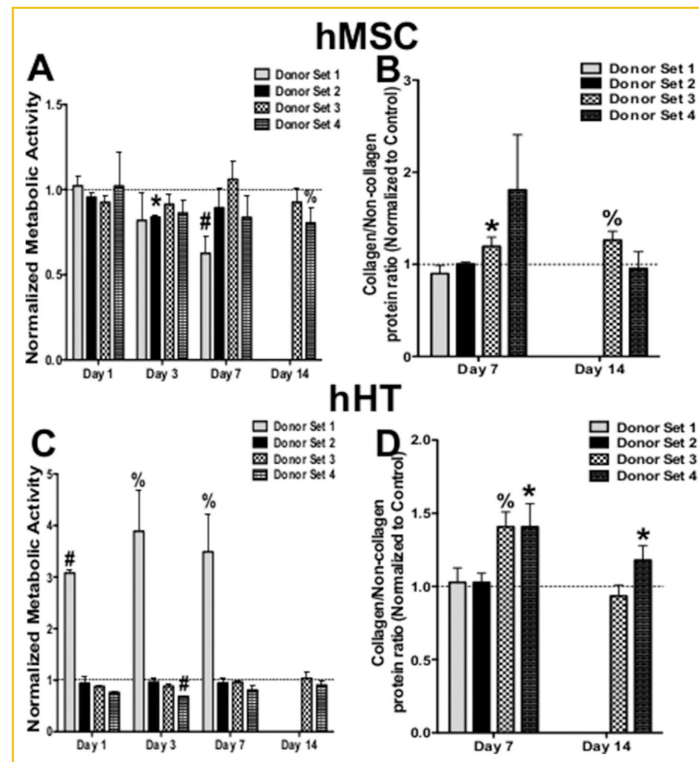 hMSC
A
Donor Set 1
Donor Set 2
Donor Set 3
Donor Set 4
Normalized Metabolic Activity
1.5
1.0
0.5
0.0
* # %
Day 1 Day 3 Day 7 Day 14
B
Donor Set 1
Donor Set 2
Donor Set 3
Donor Set 4
Collagen/Non-collagen
protein ratio (Normalized to Control)
3
2
1
0
* %
Day 7 Day 14
hHT
C
Donor Set 1
Donor Set 2
Donor Set 3
Donor Set 4
Normalized Metabolic Activity
5
4
3
2
1
0
# % # %
Day 1 Day 3 Day 7 Day 14
D
Donor Set 1
Donor Set 2
Donor Set 3
Donor Set 4
Collagen/Non-collagen
protein ratio (Normalized to Control)
2.0
1.5
1.0
0.5
0.0
% * *
Day 7 Day 14